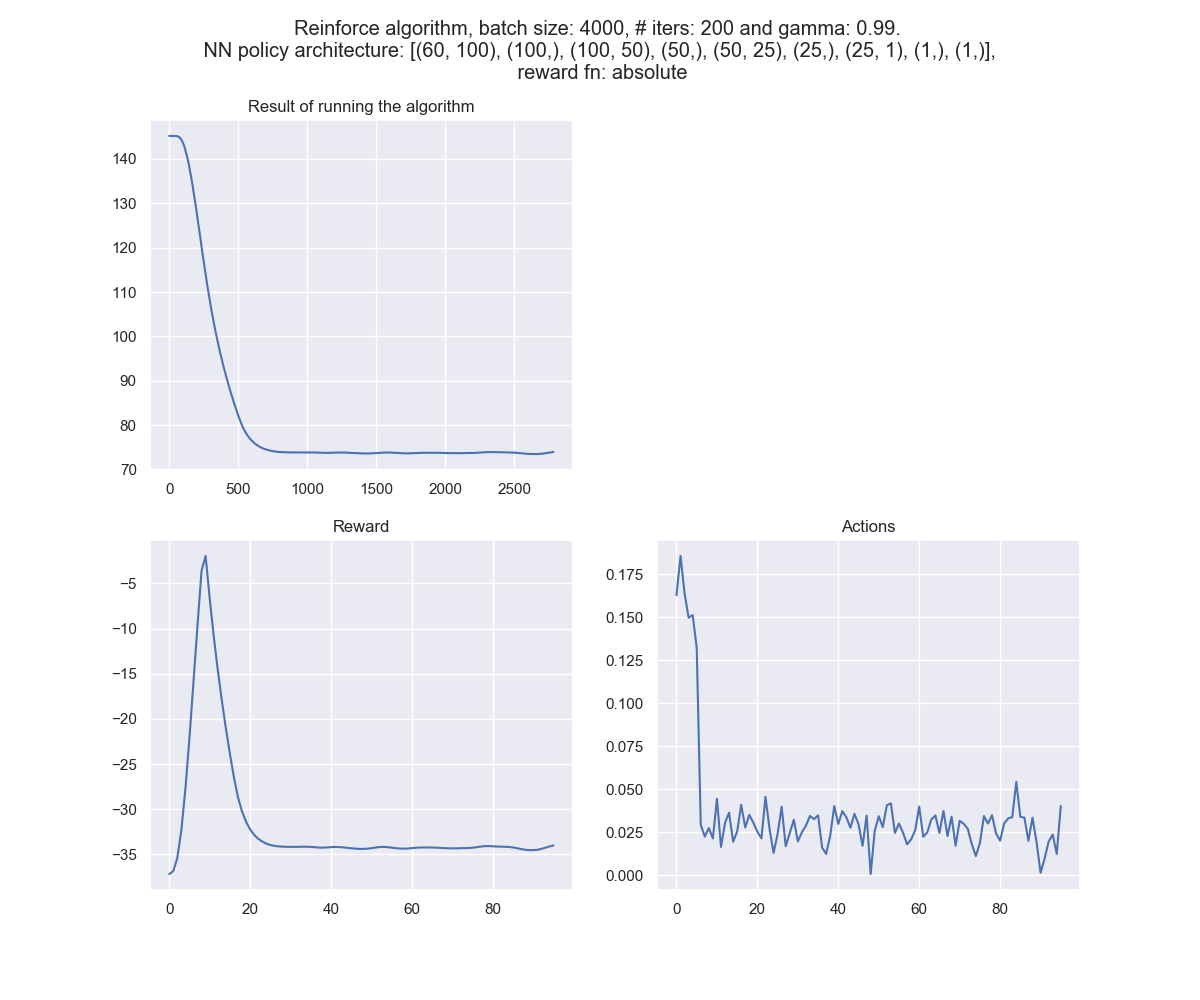 Reinforce algorithm, batch size: 4000, # iters: 200 and gamma: 0.99.
NN policy architecture: [(60, 100), (100,), (100, 50), (50,), (50, 25), (25,), (25, 1), (1,), (1,)],
reward fn: absolute
Result of running the algorithm
140
130
120
110
100
90
80
70
0 500 1000 1500 2000 2500
Reward
−5
−10
−15
−20
−25
−30
−35
0 20 40 60 80
Actions
0.175
0.150
0.125
0.100
0.075
0.050
0.025
0.000
0 20 40 60 80